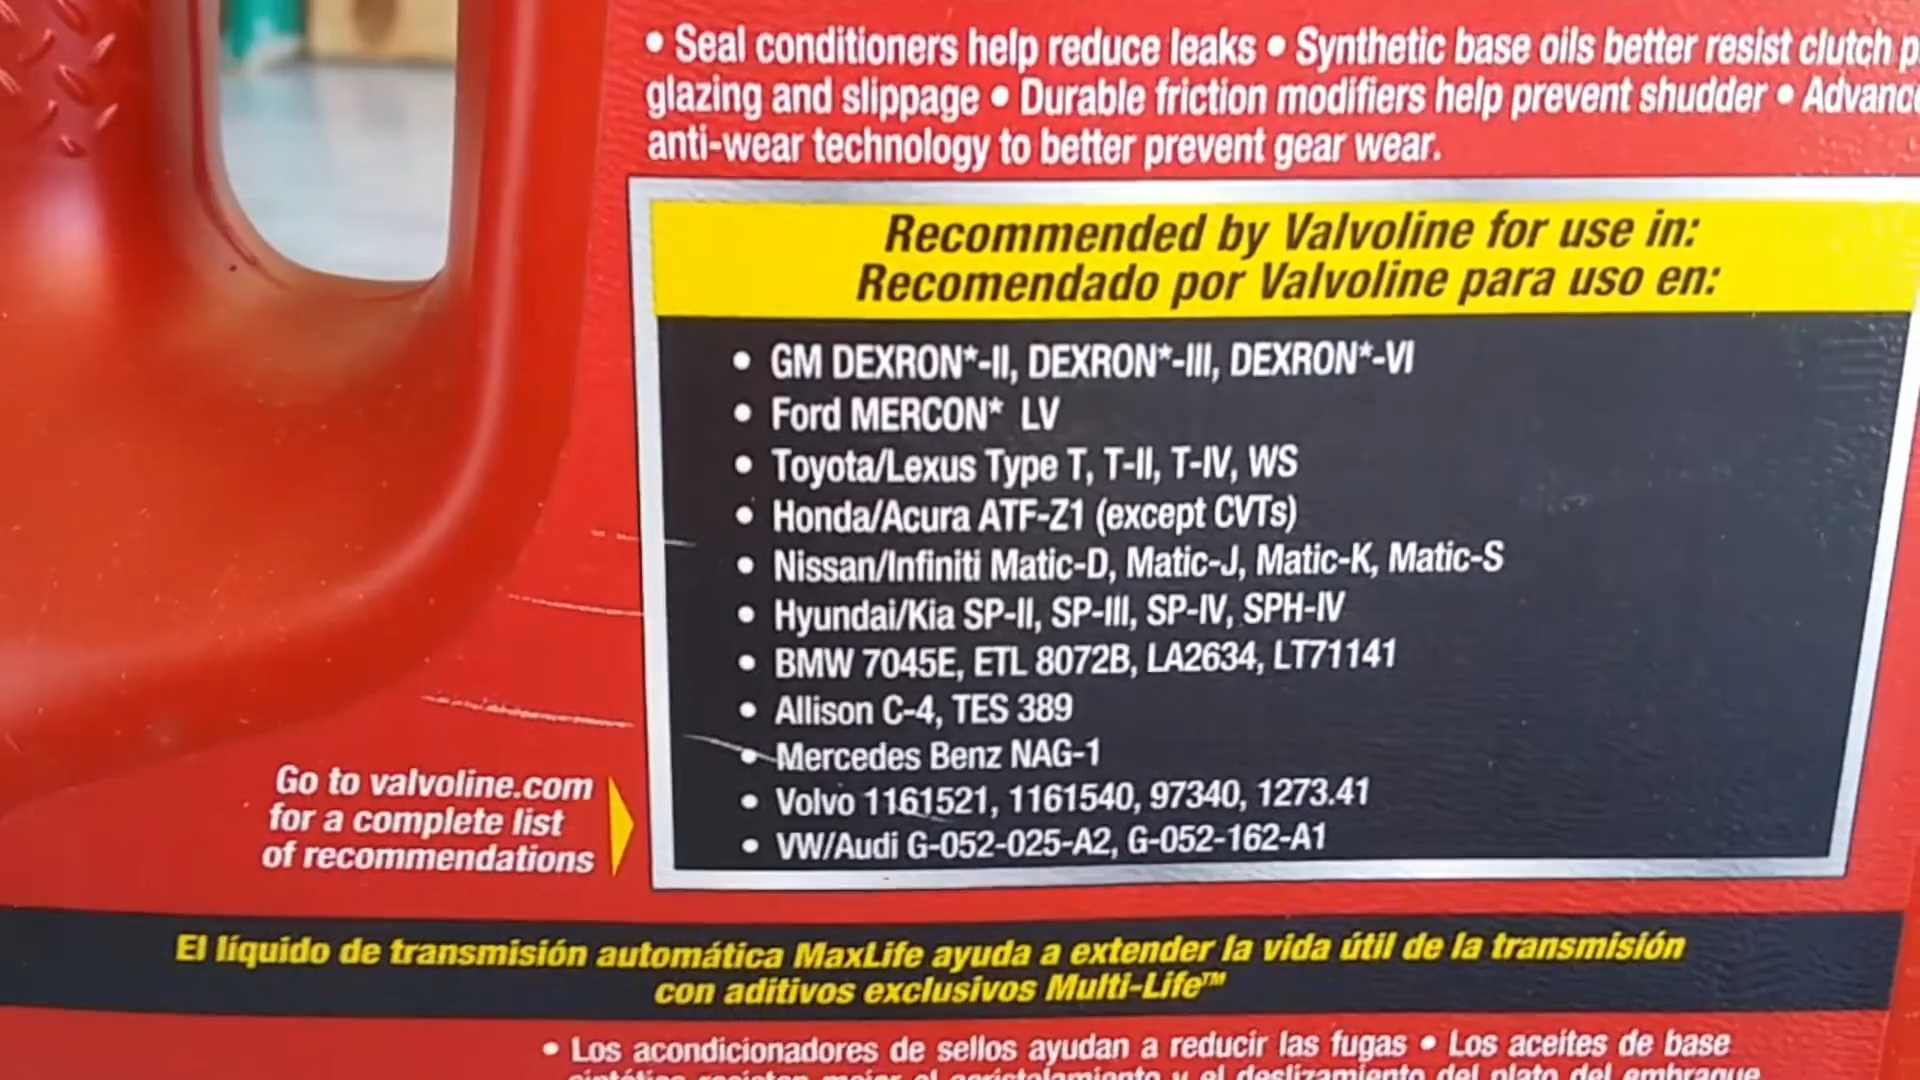 • Seal conditioners help reduce leaks • Synthetic base oils better resist clutch
glazing and slippage • Durable friction modifiers help prevent shudder •
anti-wear technology to better prevent gear wear.
Recommended by Valvoline for use in:
Recomendado por Valvoline para uso en:
• GM DEXRON*-II, DEXRON*-III, DEXRON*-VI
• Ford MERCON* LV
• Toyota/Lexus Type T, T-II, T-IV, WS
• Honda/Acura ATF-Z1 (except CVTs)
• Nissan/Infiniti Matic-D, Matic-J, Matic-K, Matic-S
• Hyundai/Kia SP-II, SP-III, SP-IV, SPH-IV
• BMW 7045E, ETL 8072B, LA2634, LT71141
• Allison C-4, TES 389
• Mercedes Benz NAG-1
• Volvo 1161521, 1161540, 97340, 1273.41
• VW/Audi G-052-025-A2, G-052-162-A1
Go to valvoline.com
for a complete list
of recommendations
El líquido de transmisión automática MaxLife ayuda a extender la vida útil de la transmisión
con aditivos exclusivos Multi-Life™
• Los acondicionadores de sellos ayudan a reducir las fugas • Los aceites de base